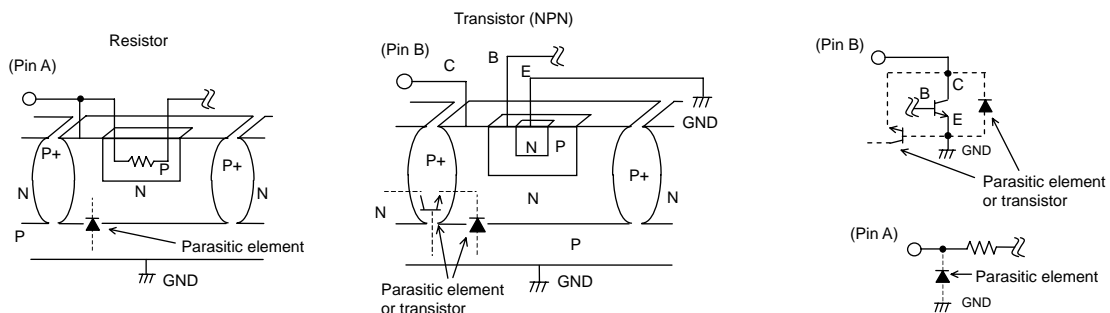 Resistor
(Pin A)
P+
P
P+
N
N
N
P
Parasitic element
GND
Transistor (NPN)
(Pin B)
C
B
E
GND
P+
N
P
P+
N
N
N
P
GND
Parasitic element
or transistor
(Pin B)
C
B
E
GND
Parasitic element
or transistor
(Pin A)
Parasitic element
GND